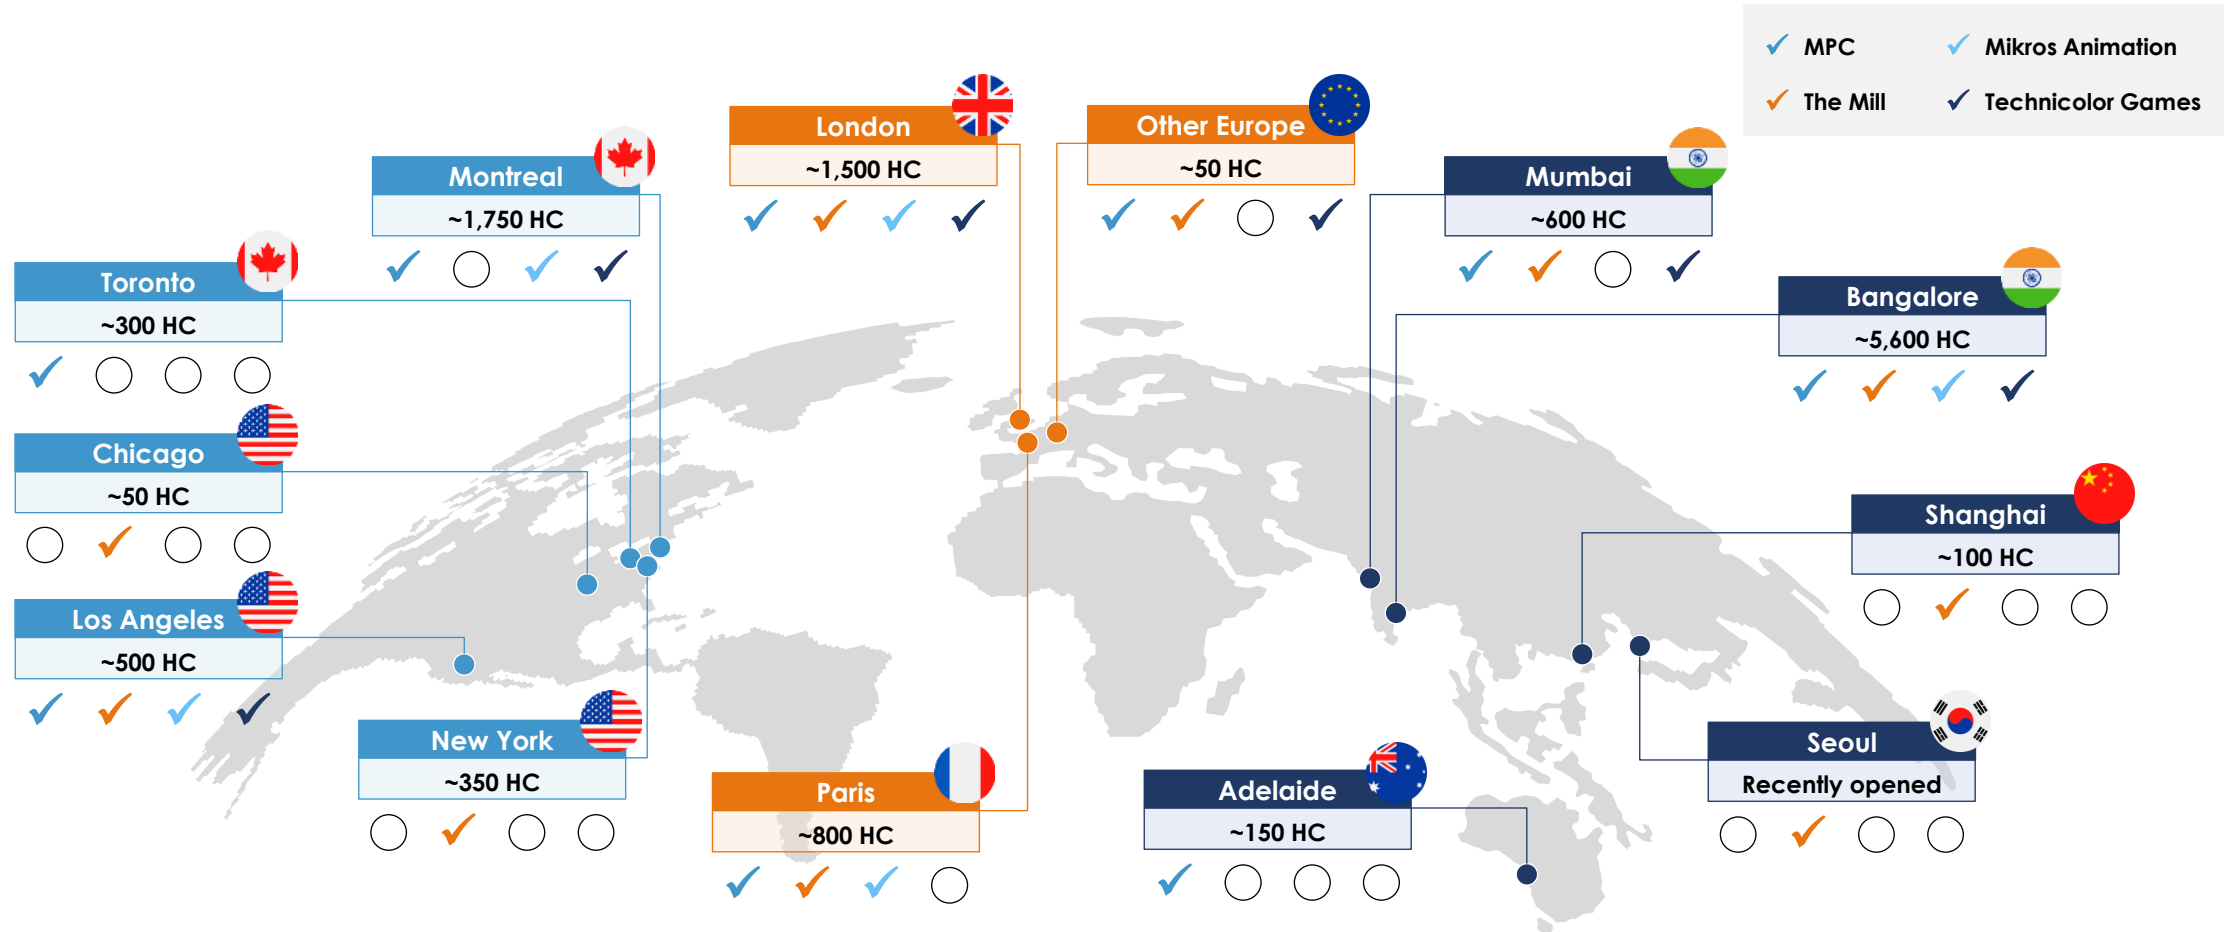 MPC
Mikros Animation
The Mill
Technicolor Games
London
~1,500 HC
Other Europe
~50 HC
Montreal
~1,750 HC
Mumbai
~600 HC
Toronto
~300 HC
Bangalore
~5,600 HC
Chicago
~50 HC
Shanghai
~100 HC
Los Angeles
~500 HC
New York
~350 HC
Paris
~800 HC
Adelaide
~150 HC
Seoul
Recently opened